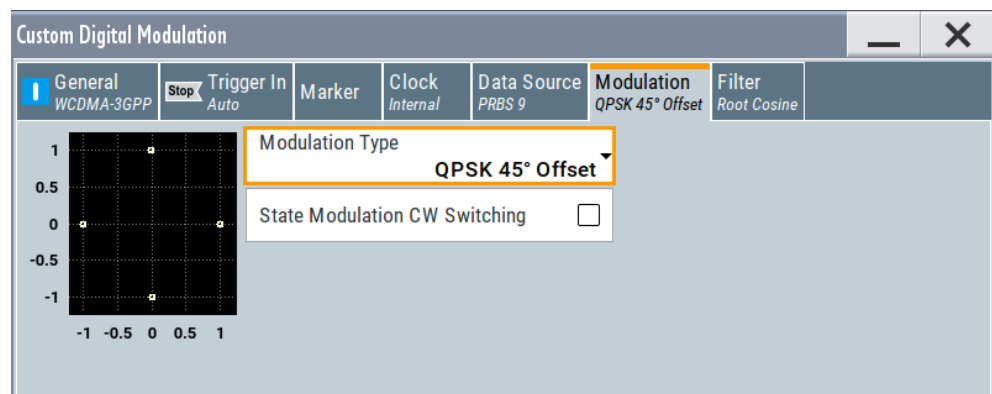 Custom Digital Modulation
General
WCDMA-3GPP
Stop
Trigger In
Auto
Marker
Clock
Internal
Data Source
PRBS 9
Modulation
QPSK 45° Offset
Filter
Root Cosine
1
0.5
0
-0.5
-1
-1 -0.5 0 0.5 1
Modulation Type
QPSK 45° Offset
State Modulation CW Switching